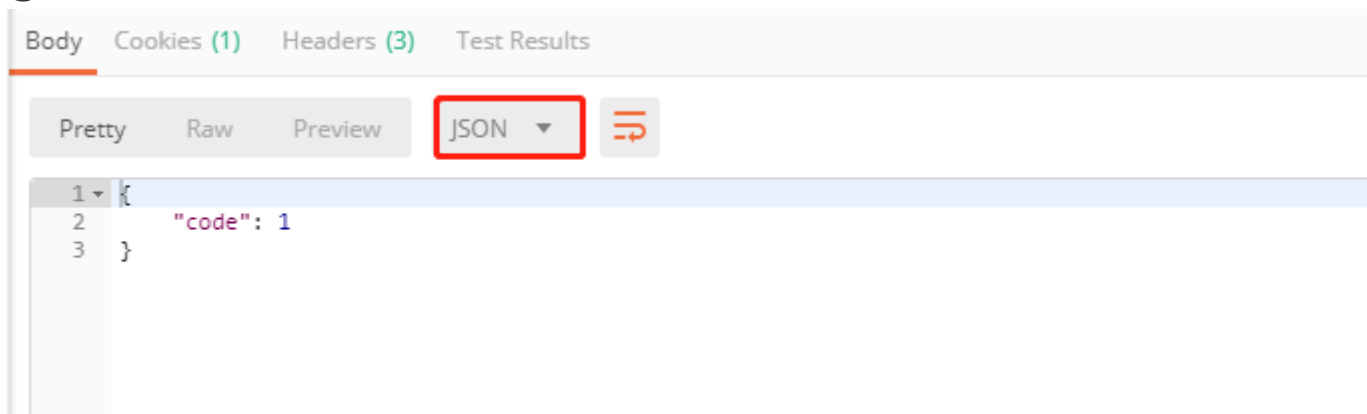 Body Cookies (1) Headers (3) Test Results
Pretty Raw Preview JSON
1 {
2 "code": 1
3 }